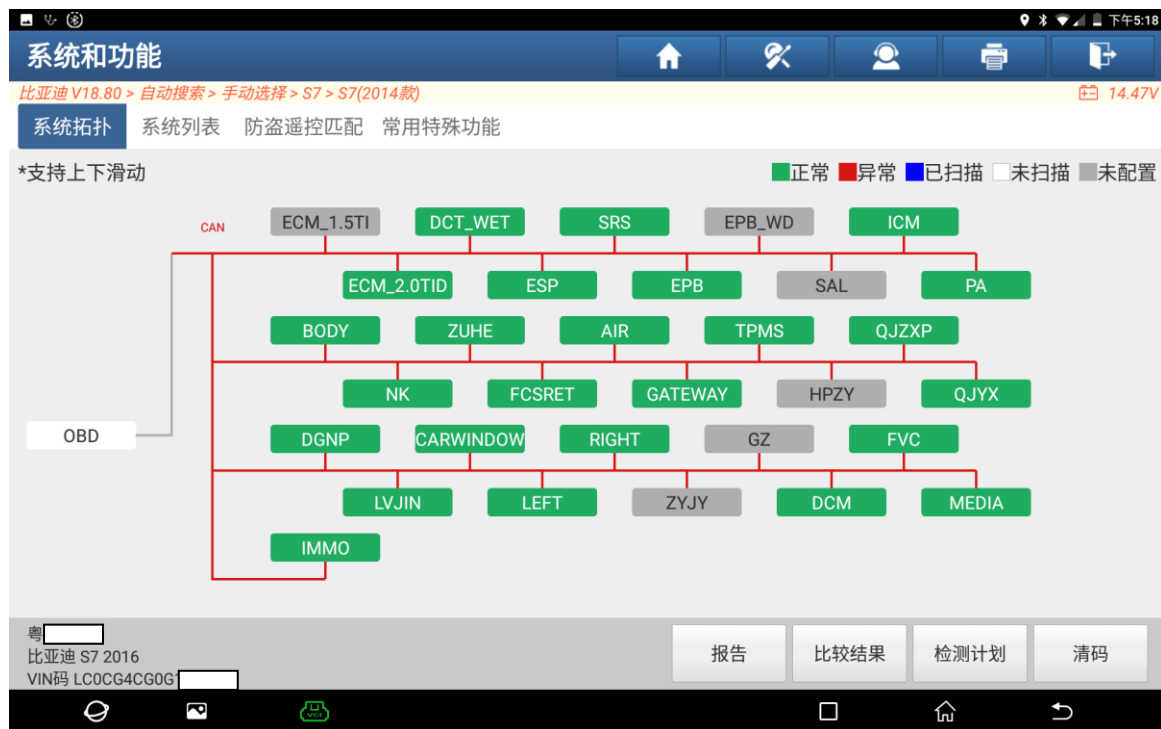 下午5:18
系统和功能
比亚迪 V18.80 > 自动搜索 > 手动选择 > S7 > S7(2014款) 14.47V
系统拓扑 系统列表 防盗遥控匹配 常用特殊功能
*支持上下滑动 正常 异常 已扫描 未扫描 未配置
CAN ECM_1.5TI DCT_WET SRS EPB_WD ICM
ECM_2.0TID ESP EPB SAL PA
BODY ZUHE AIR TPMS QJZXP
NK FCSRET GATEWAY HPZY QJYX
OBD DGNP CARWINDOW RIGHT GZ FVC
LVJIN LEFT ZYJY DCM MEDIA
IMMO
粤
比亚迪 S7 2016
VIN码 LC0CG4CG0G
报告 比较结果 检测计划 清码
VCI